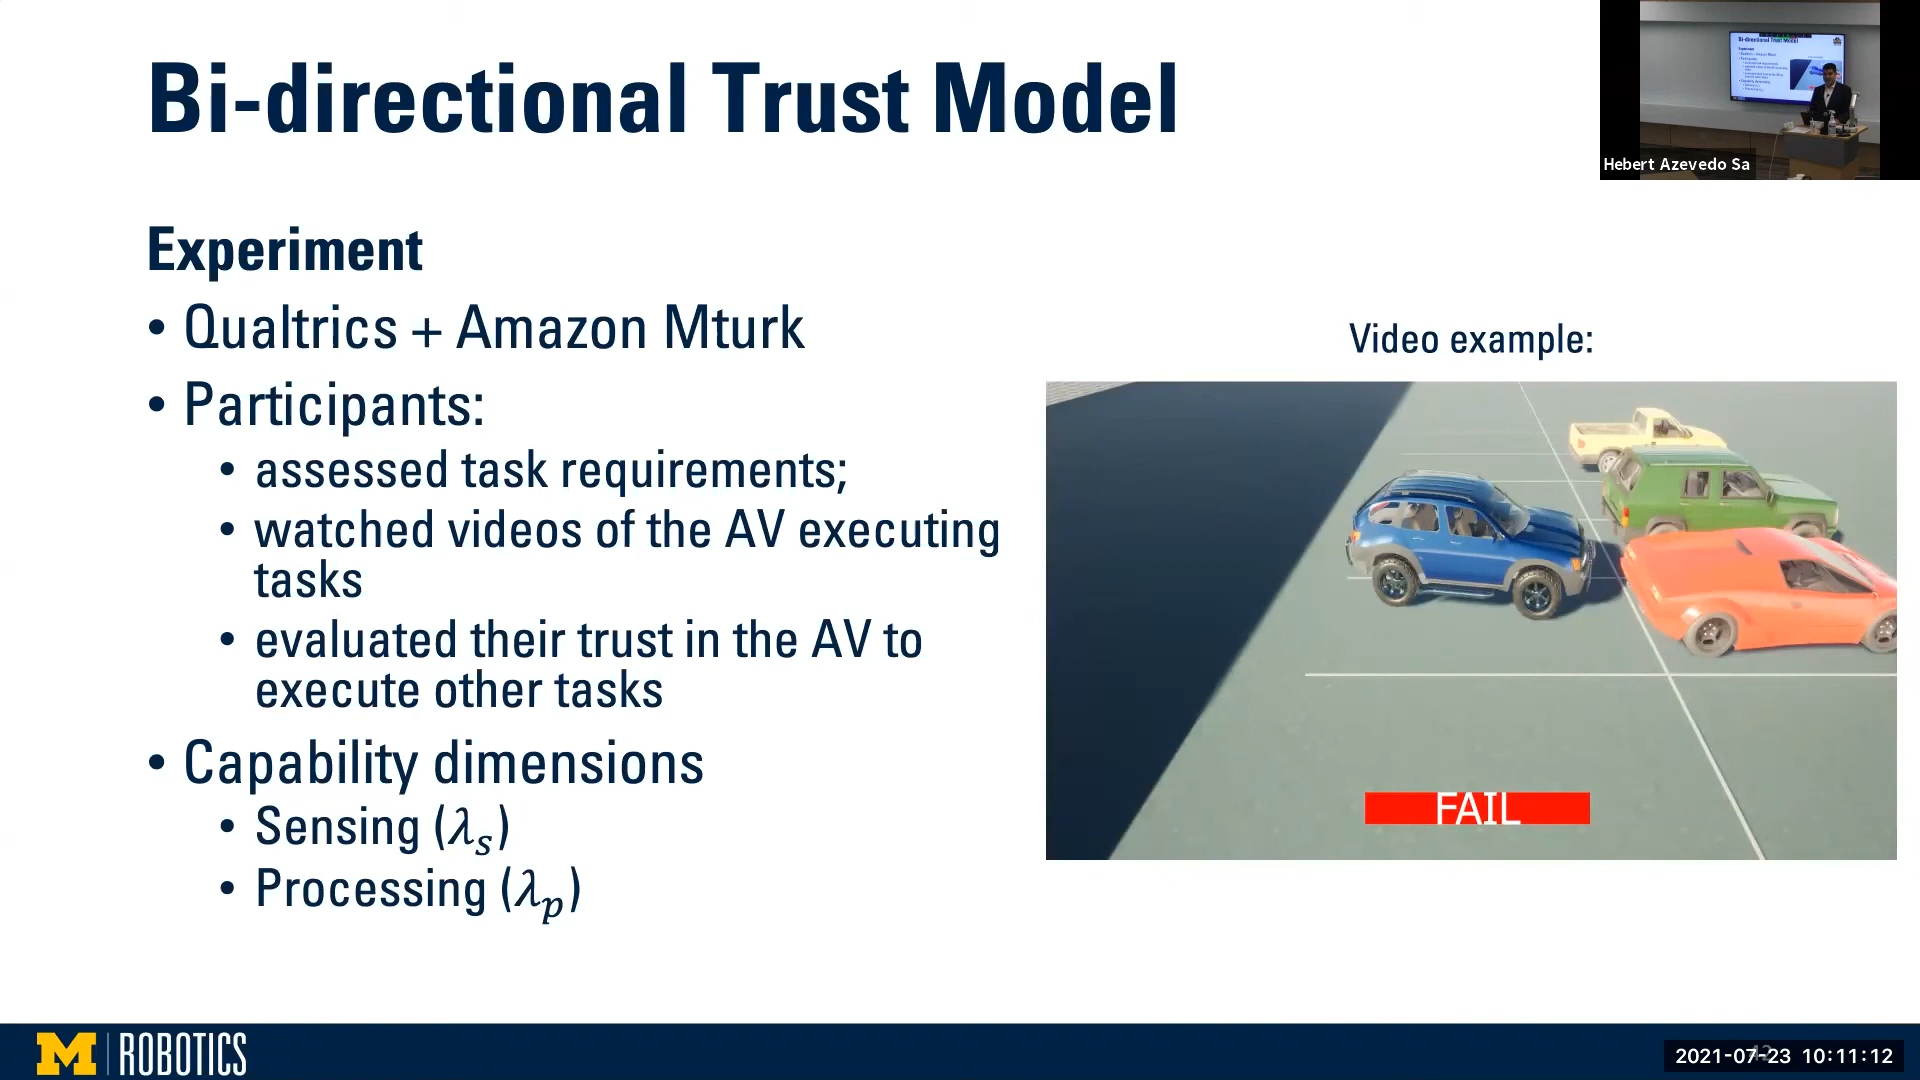 Bi-directional Trust Model
Hebert Azevedo Sa
Experiment
• Qualtrics + Amazon Mturk
• Participants:
• assessed task requirements;
• watched videos of the AV executing
tasks
• evaluated their trust in the AV to
execute other tasks
• Capability dimensions
• Sensing (λₛ)
• Processing (λₚ)
Video example:
FAIL
M ROBOTICS
2021-07-23 10:11:12